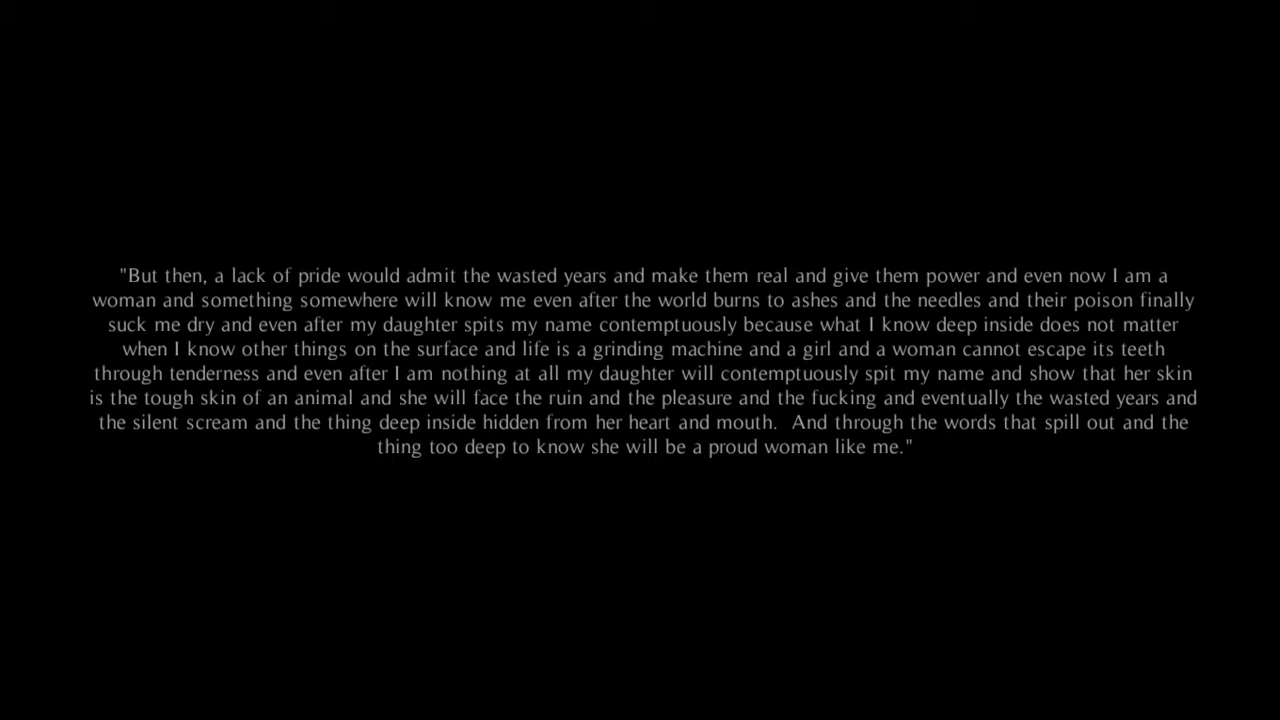 "But then, a lack of pride would admit the wasted years and make them real and give them power and even now I am a
woman and something somewhere will know me even after the world burns to ashes and the needles and their poison finally
suck me dry and even after my daughter spits my name contemptuously because what I know deep inside does not matter
when I know other things on the surface and life is a grinding machine and a girl and a woman cannot escape its teeth
through tenderness and even after I am nothing at all my daughter will contemptuously spit my name and show that her skin
is the tough skin of an animal and she will face the ruin and the pleasure and the fucking and eventually the wasted years and
the silent scream and the thing deep inside hidden from her heart and mouth.  And through the words that spill out and the
thing too deep to know she will be a proud woman like me."